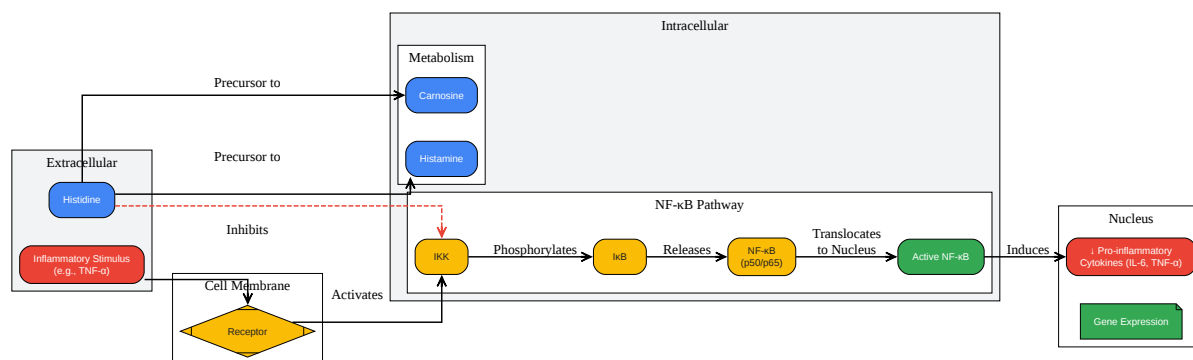 Intracellular
Metabolism
Precursor to
Carnosine
Precursor to
Histamine
Extracellular
Histidine
Inhibits
Inflammatory Stimulus
(e.g., TNF-α)
Cell Membrane
Receptor
Activates
NF-κB Pathway
IKK
Phosphorylates
IκB
Releases
NF-κB
(p50/p65)
Translocates
to Nucleus
Active NF-κB
Induces
Nucleus
↓ Pro-inflammatory
Cytokines (IL-6, TNF-α)
Gene Expression